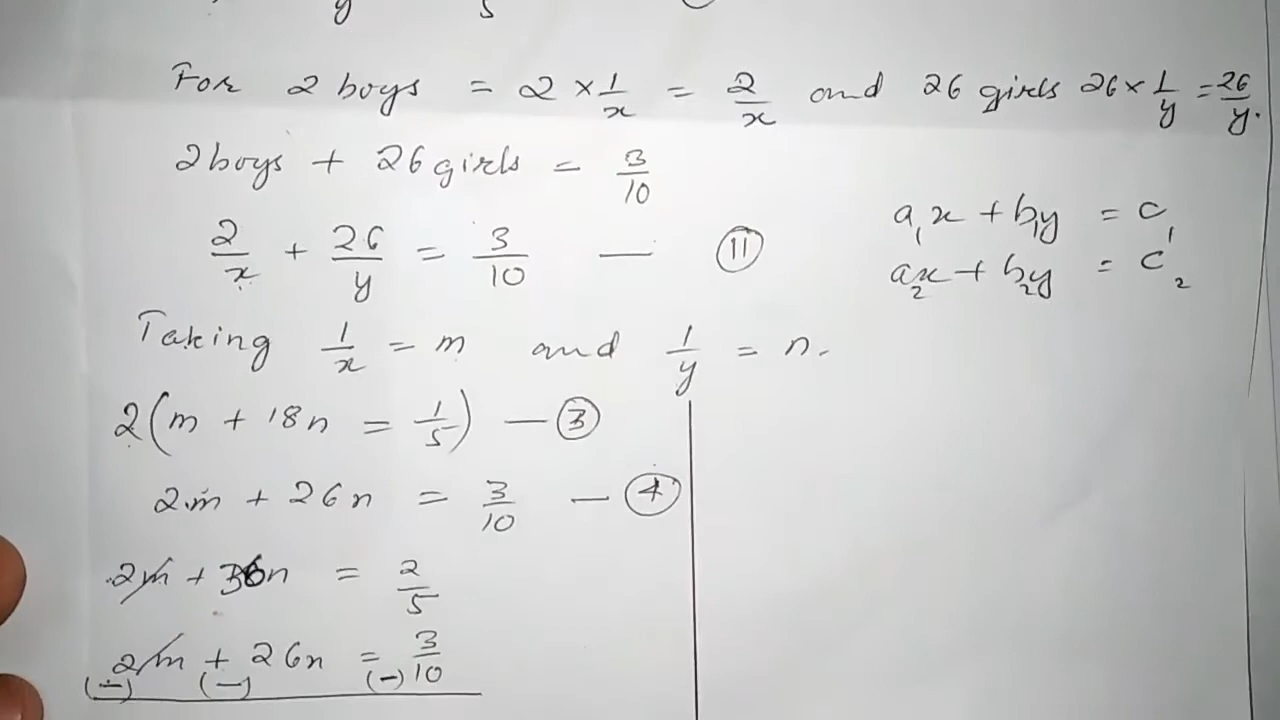 y 5
For 2 boys = 2 × 1/x = 2/x and 26 girls 26 × 1/y = 26/y.
2 boys + 26 girls = 3/10
2/x + 26/y = 3/10 — (11)
a₁x + b₁y = c₁
a₂x + b₂y = c₂
Taking 1/x = m and 1/y = n.
2(m + 18n = 1/5) — (3)
2m + 26n = 3/10 — (4)
2m + 36n = 2/5
2m + 26n = 3/10
(−) (−) (−)